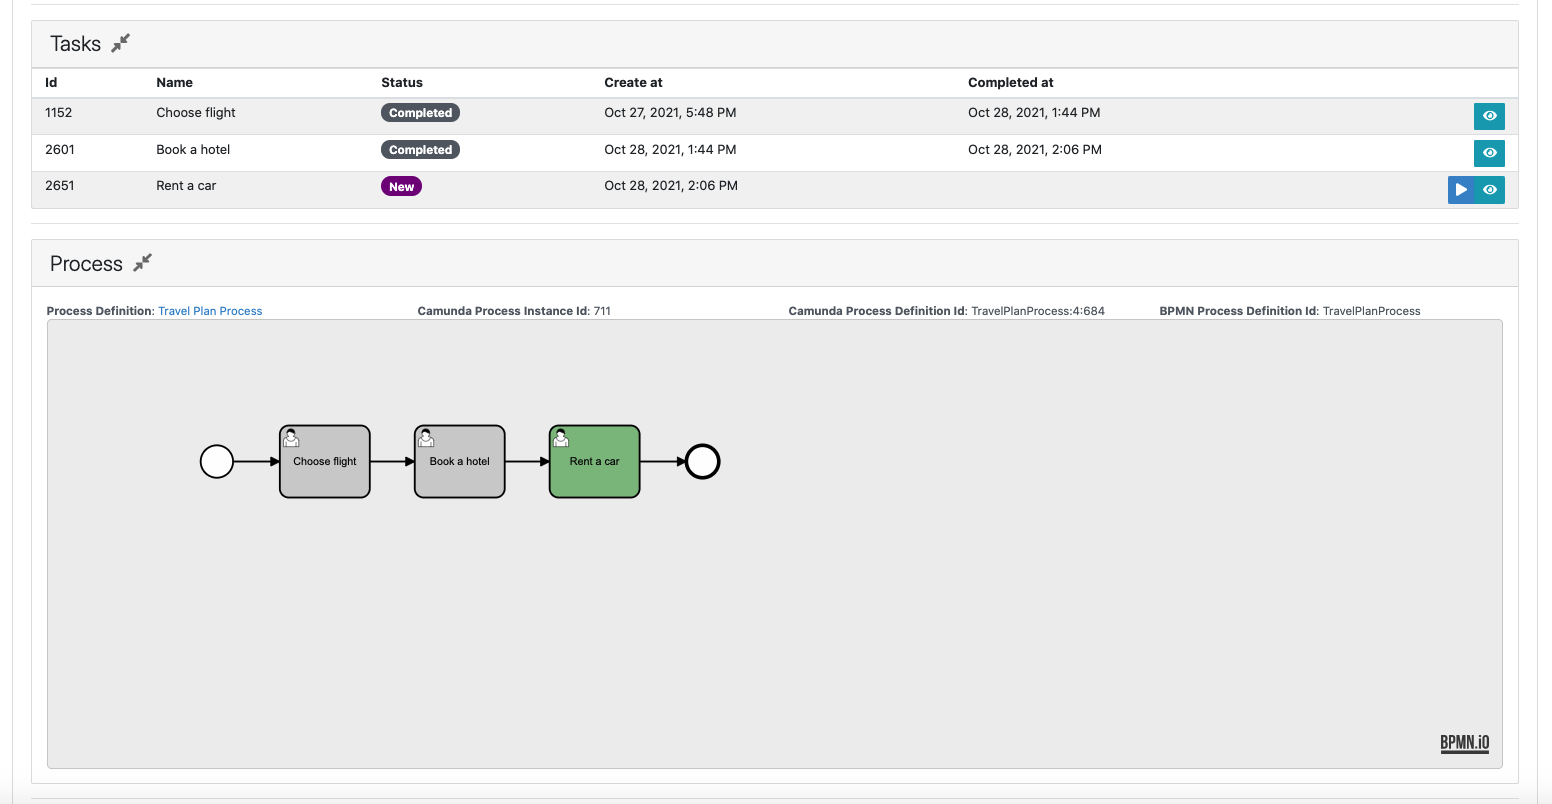 Tasks
Id Name Status Create at Completed at
1152 Choose flight Completed Oct 27, 2021, 5:48 PM Oct 28, 2021, 1:44 PM
2601 Book a hotel Completed Oct 28, 2021, 1:44 PM Oct 28, 2021, 2:06 PM
2651 Rent a car New Oct 28, 2021, 2:06 PM
Process
Process Definition: Travel Plan Process Camunda Process Instance Id: 711 Camunda Process Definition Id: TravelPlanProcess:4:684 BPMN Process Definition Id: TravelPlanProcess
Choose flight Book a hotel Rent a car
BPMN.iO